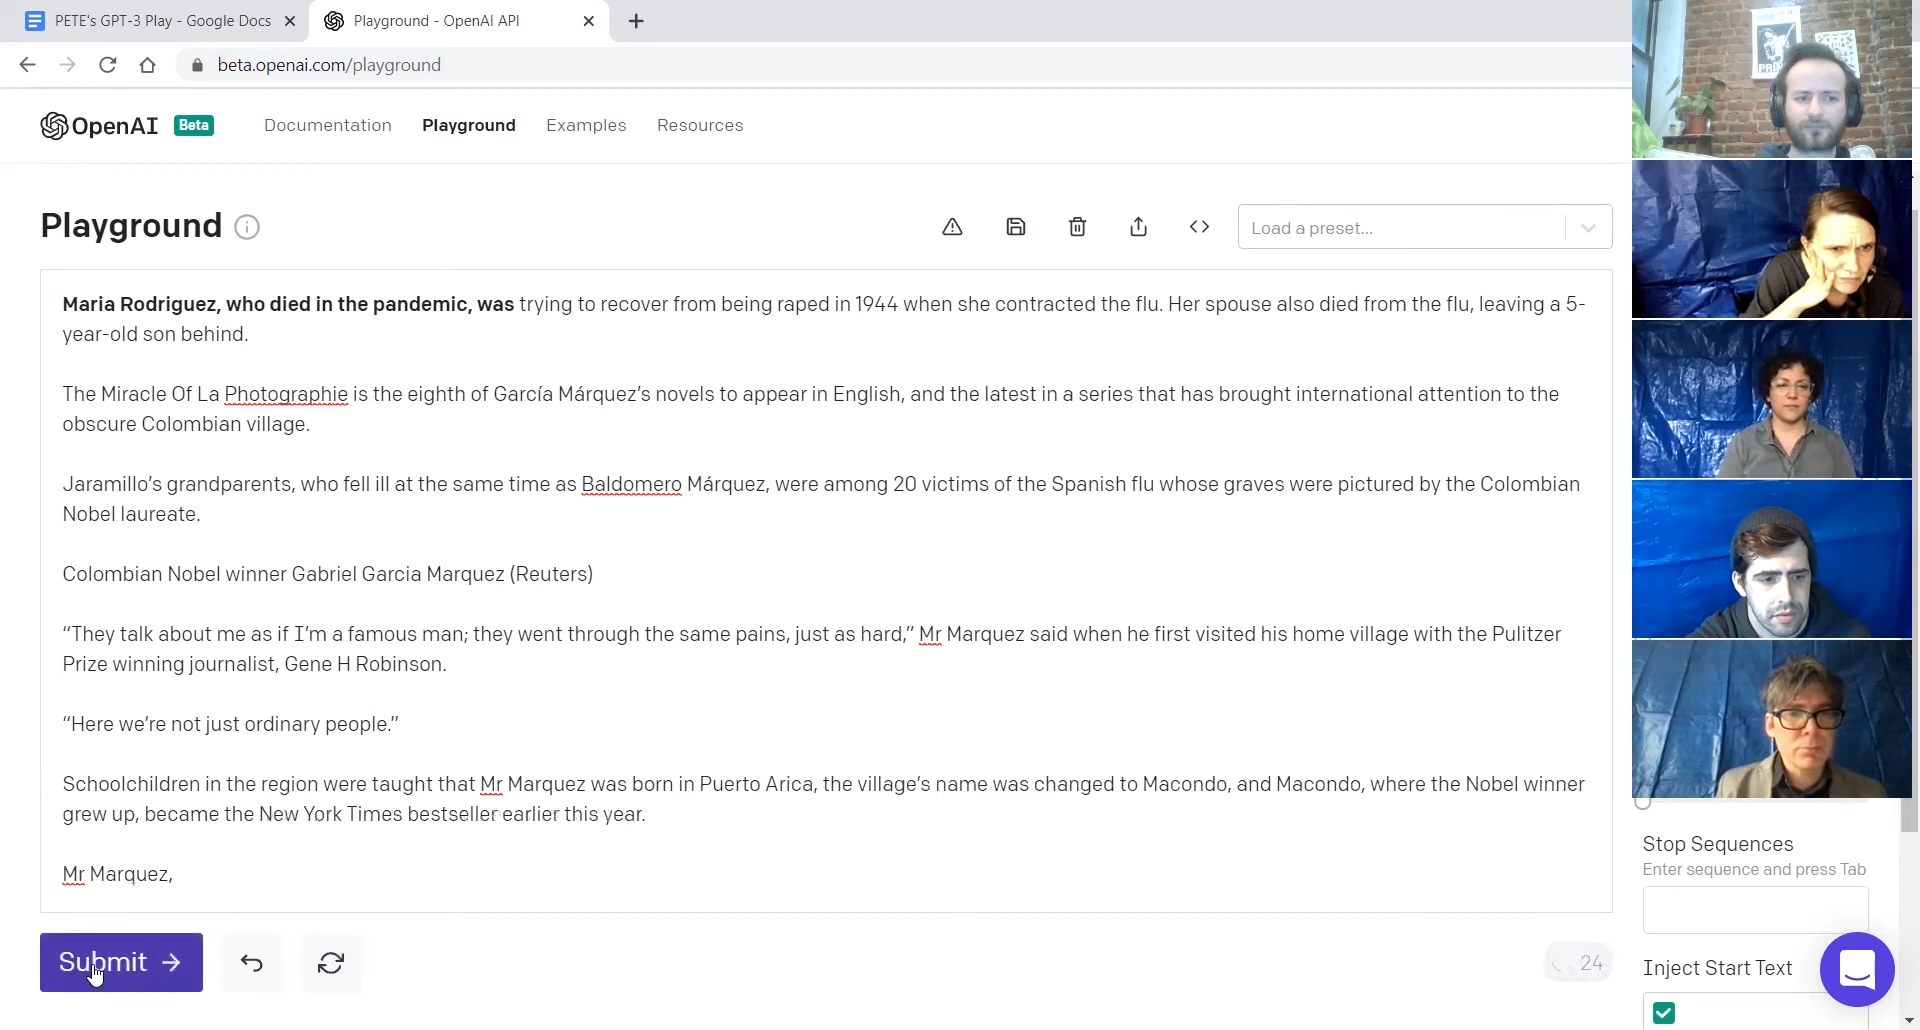 PETE's GPT-3 Play - Google Docs
Playground - OpenAI API
beta.openai.com/playground
OpenAI Beta Documentation Playground Examples Resources
Playground
Load a preset...
Maria Rodriguez, who died in the pandemic, was trying to recover from being raped in 1944 when she contracted the flu. Her spouse also died from the flu, leaving a 5-
year-old son behind.
The Miracle Of La Photographie is the eighth of García Márquez’s novels to appear in English, and the latest in a series that has brought international attention to the
obscure Colombian village.
Jaramillo’s grandparents, who fell ill at the same time as Baldomero Márquez, were among 20 victims of the Spanish flu whose graves were pictured by the Colombian
Nobel laureate.
Colombian Nobel winner Gabriel Garcia Marquez (Reuters)
“They talk about me as if I’m a famous man; they went through the same pains, just as hard,” Mr Marquez said when he first visited his home village with the Pulitzer
Prize winning journalist, Gene H Robinson.
“Here we’re not just ordinary people.”
Schoolchildren in the region were taught that Mr Marquez was born in Puerto Arica, the village’s name was changed to Macondo, and Macondo, where the Nobel winner
grew up, became the New York Times bestseller earlier this year.
Mr Marquez,
Submit
24
Stop Sequences
Enter sequence and press Tab
Inject Start Text